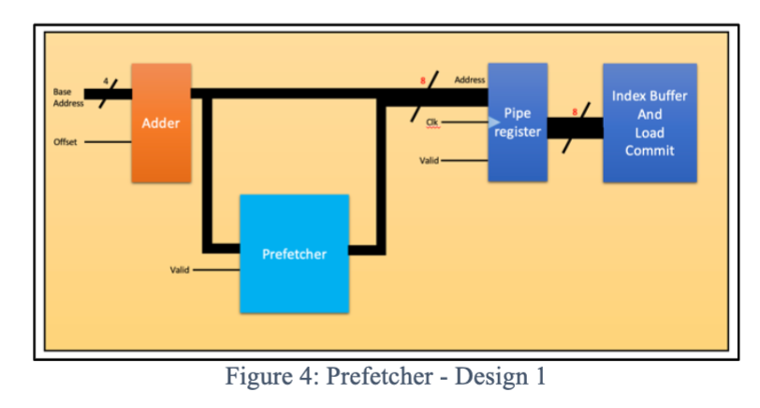 4
Base
Address
Adder
Offset
8
Address
Clk
Pipe
register
Valid
8
Index Buffer
And
Load
Commit
Prefetcher
Valid
Figure 4: Prefetcher - Design 1